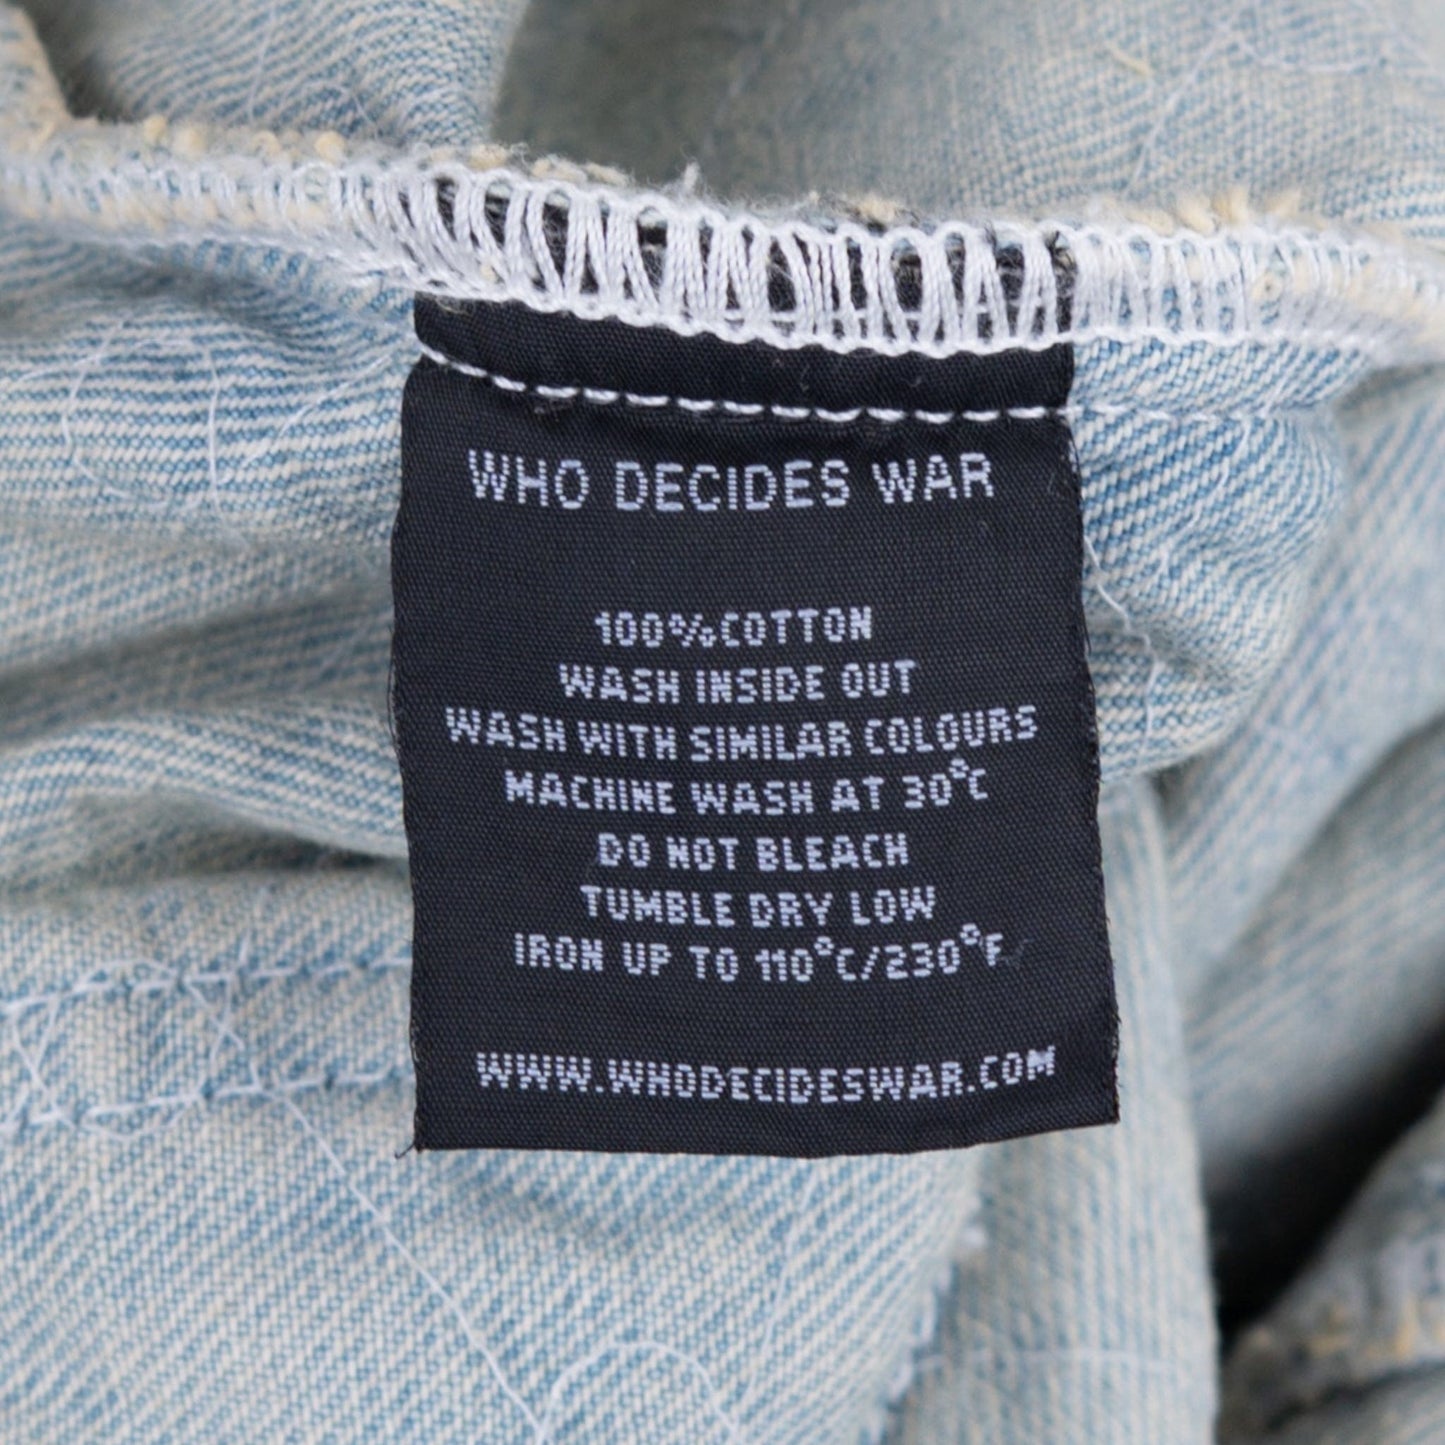 WHO DECIDES WAR
100%COTTON
WASH INSIDE OUT
WASH WITH SIMILAR COLOURS
MACHINE WASH AT 30°C
DO NOT BLEACH
TUMBLE DRY LOW
IRON UP TO 110°C/230°F
WWW.WHODECIDESWAR.COM